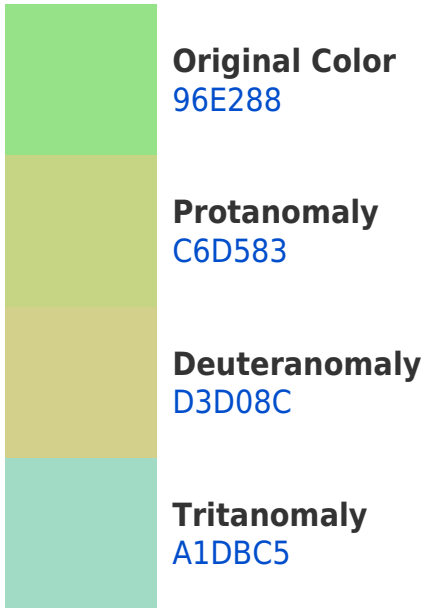 Original Color
96E288
Protanomaly
C6D583
Deuteranomaly
D3D08C
Tritanomaly
A1DBC5